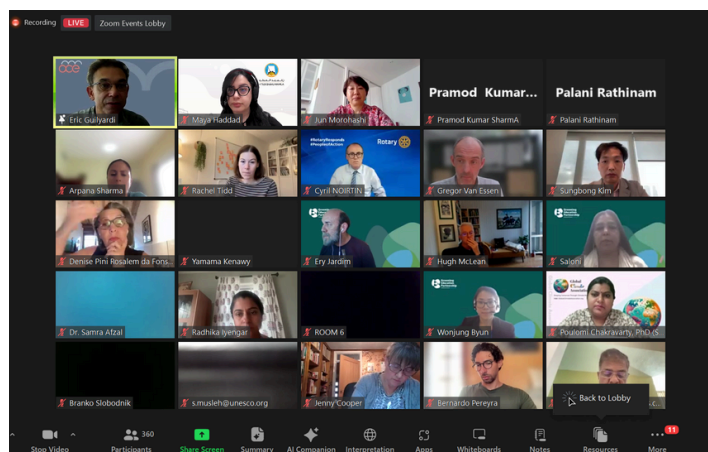 Recording LIVE Zoom Events Lobby
Eric Guilyardi
Maya Haddad
Jun Morohashi
Pramod Kumar...
Pramod Kumar SharmA
Palani Rathinam
Palani Rathinam
Arpana Sharma
Rachel Tidd
#RotaryResponds
#PeopleofAction
Rotary
Cyril NOIRTIN
Gregor Van Essen
Sungbong Kim
Denise Pini Rosalem da Fons...
Yamama Kenawy
Ery Jardim
Hugh McLean
Saloni
Dr. Samra Afzal
Radhika Iyengar
ROOM 6
Wonjung Byun
Poulomi Chakravarty, PhD (S
Branko Slobodnik
s.musleh@unesco.org
Jenny Cooper
Bernardo Pereyra
Back to Lobby
Stop Video
360
Participants
Share Screen
Summary
AI Companion
Interpretation
Apps
Whiteboards
Notes
Resources
11
More